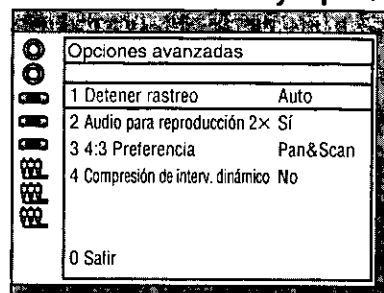 Opciones avanzadas
1 Detener rastreo Auto
2 Audio para reproducción 2× Sí
3 4:3 Preferencia Pan&Scan
4 Compresión de interv. dinámico No
0 Safir